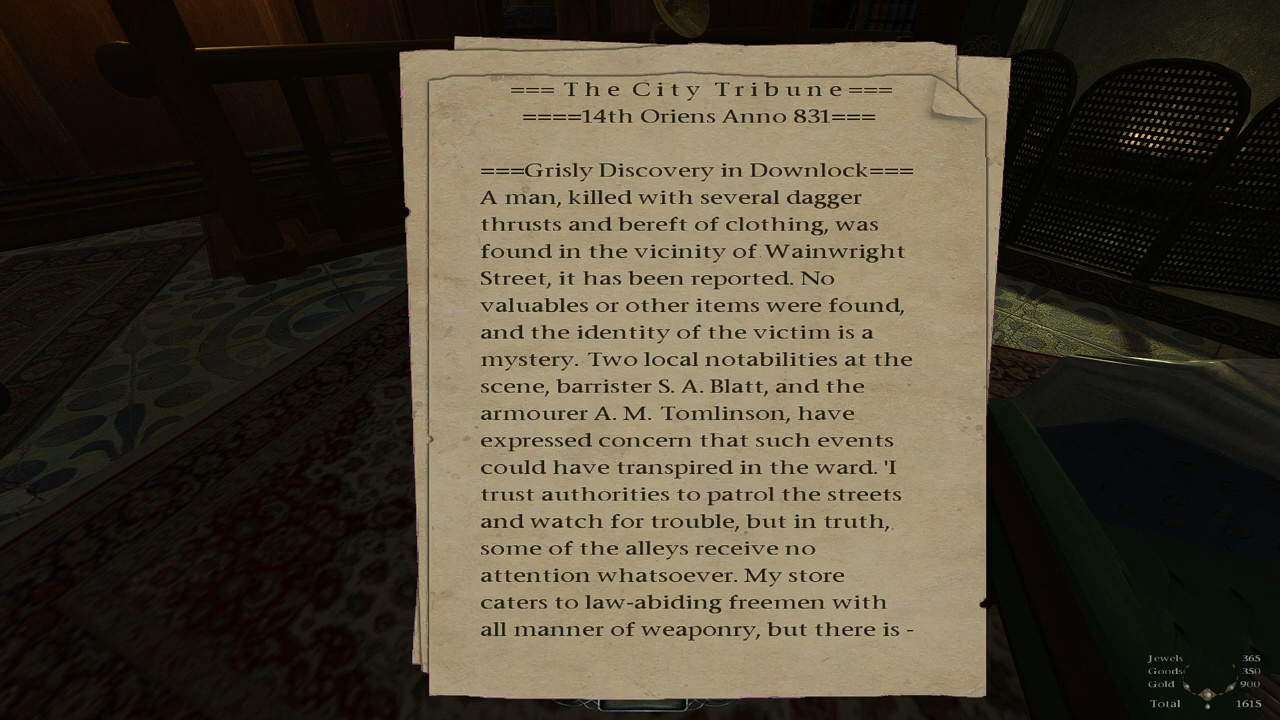 === The City Tribune ===
====14th Oriens Anno 831===
===Grisly Discovery in Downlock===
A man, killed with several dagger
thrusts and bereft of clothing, was
found in the vicinity of Wainwright
Street, it has been reported. No
valuables or other items were found,
and the identity of the victim is a
mystery. Two local notabilities at the
scene, barrister S. A. Blatt, and the
armourer A. M. Tomlinson, have
expressed concern that such events
could have transpired in the ward. 'I
trust authorities to patrol the streets
and watch for trouble, but in truth,
some of the alleys receive no
attention whatsoever. My store
caters to law-abiding freemen with
all manner of weaponry, but there is -
Jewels 365
Goods 350
Gold 900
Total 1615